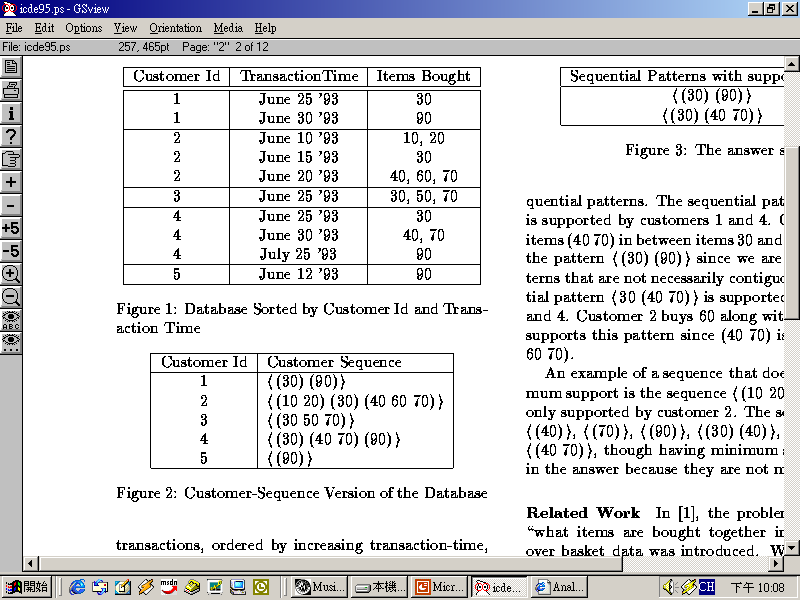 icde95.ps - GSview
File Edit Options View Orientation Media Help
File: icde95.ps 257, 465pt Page: "2" 2 of 12
Customer Id TransactionTime Items Bought
1 June 25 '93 30
1 June 30 '93 90
2 June 10 '93 10, 20
2 June 15 '93 30
2 June 20 '93 40, 60, 70
3 June 25 '93 30, 50, 70
4 June 25 '93 30
4 June 30 '93 40, 70
4 July 25 '93 90
5 June 12 '93 90
Figure 1: Database Sorted by Customer Id and Trans-
action Time
Customer Id Customer Sequence
1 ⟨ (30) (90) ⟩
2 ⟨ (10 20) (30) (40 60 70) ⟩
3 ⟨ (30 50 70) ⟩
4 ⟨ (30) (40 70) (90) ⟩
5 ⟨ (90) ⟩
Figure 2: Customer-Sequence Version of the Database
transactions, ordered by increasing transaction-time,
Sequential Patterns with suppo
⟨ (30) (90) ⟩
⟨ (30) (40 70) ⟩
Figure 3: The answer s
quential patterns. The sequential pat
is supported by customers 1 and 4. C
items (40 70) in between items 30 and
the pattern ⟨ (30) (90) ⟩ since we are
terns that are not necessarily contiguo
tial pattern ⟨ 30 (40 70) ⟩ is supported
and 4. Customer 2 buys 60 along wit
supports this pattern since (40 70) is
60 70).
An example of a sequence that doe
mum support is the sequence ⟨ (10 20
only supported by customer 2. The se
⟨ (40) ⟩, ⟨ (70) ⟩, ⟨ (90) ⟩, ⟨ (30) (40) ⟩,
⟨ (40 70) ⟩, though having minimum
in the answer because they are not m
Related Work In [1], the problem
"what items are bought together in
over basket data was introduced. W
+5
-5
ABC
開始 msdn Musi... 本機... Micr... icde... Anal... CH 下午 10:08